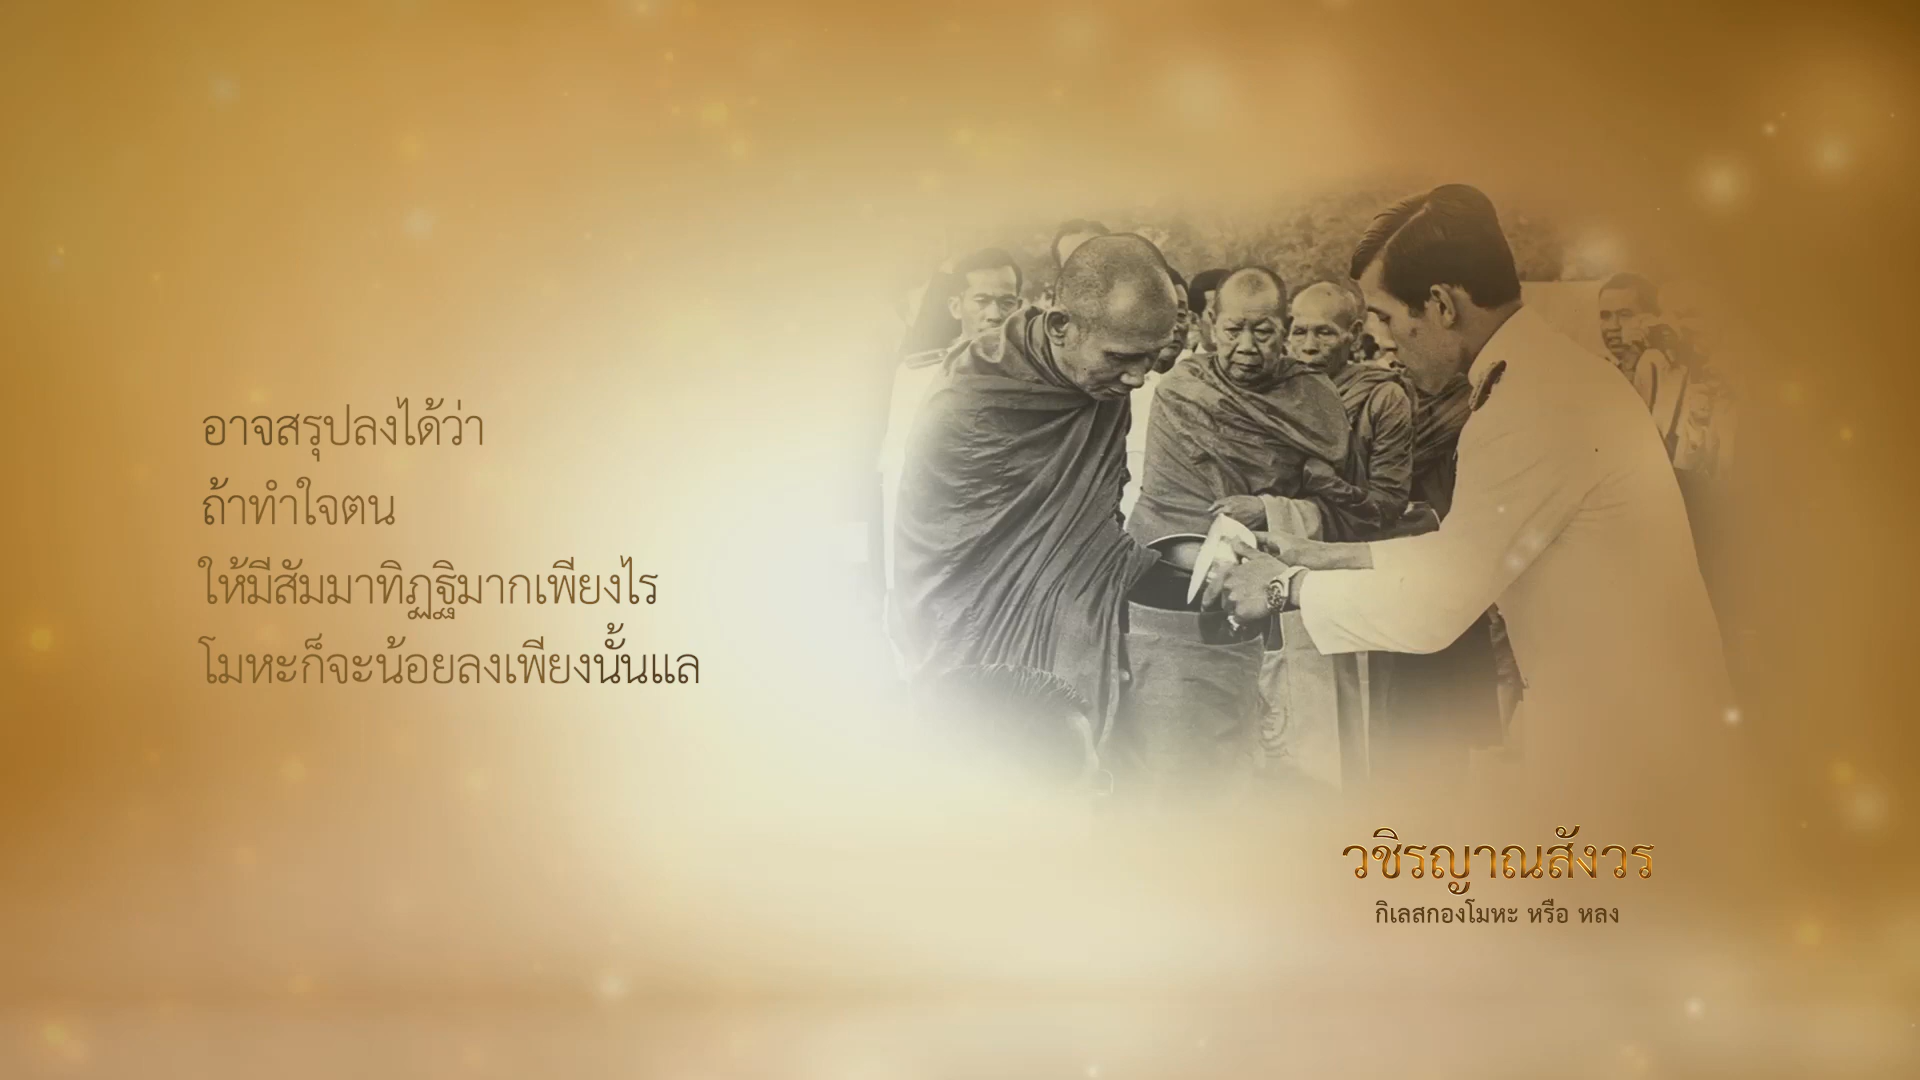 อาจสรุปลงได้ว่า
ถ้าทำใจตน
ให้มีสัมมาทิฏฐิมากเพียงไร
โมหะก็จะน้อยลงเพียงนั้นแล
วชิรญาณสังวร
กิเลสกองโมหะ หรือ หลง